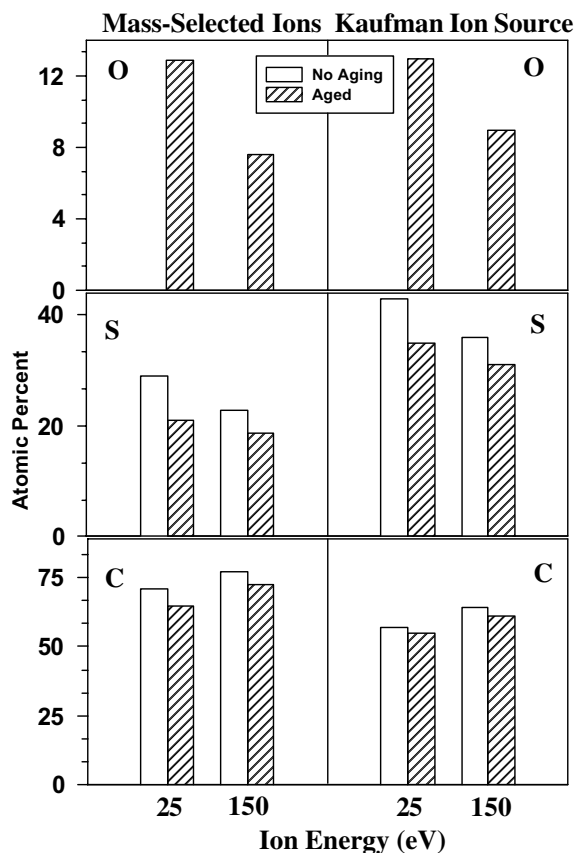 Mass-Selected Ions Kaufman Ion Source
O
No Aging
Aged
O
12
8
4
0
S
S
40
20
0
Atomic Percent
C
C
75
50
25
0
25 150 25 150
Ion Energy (eV)